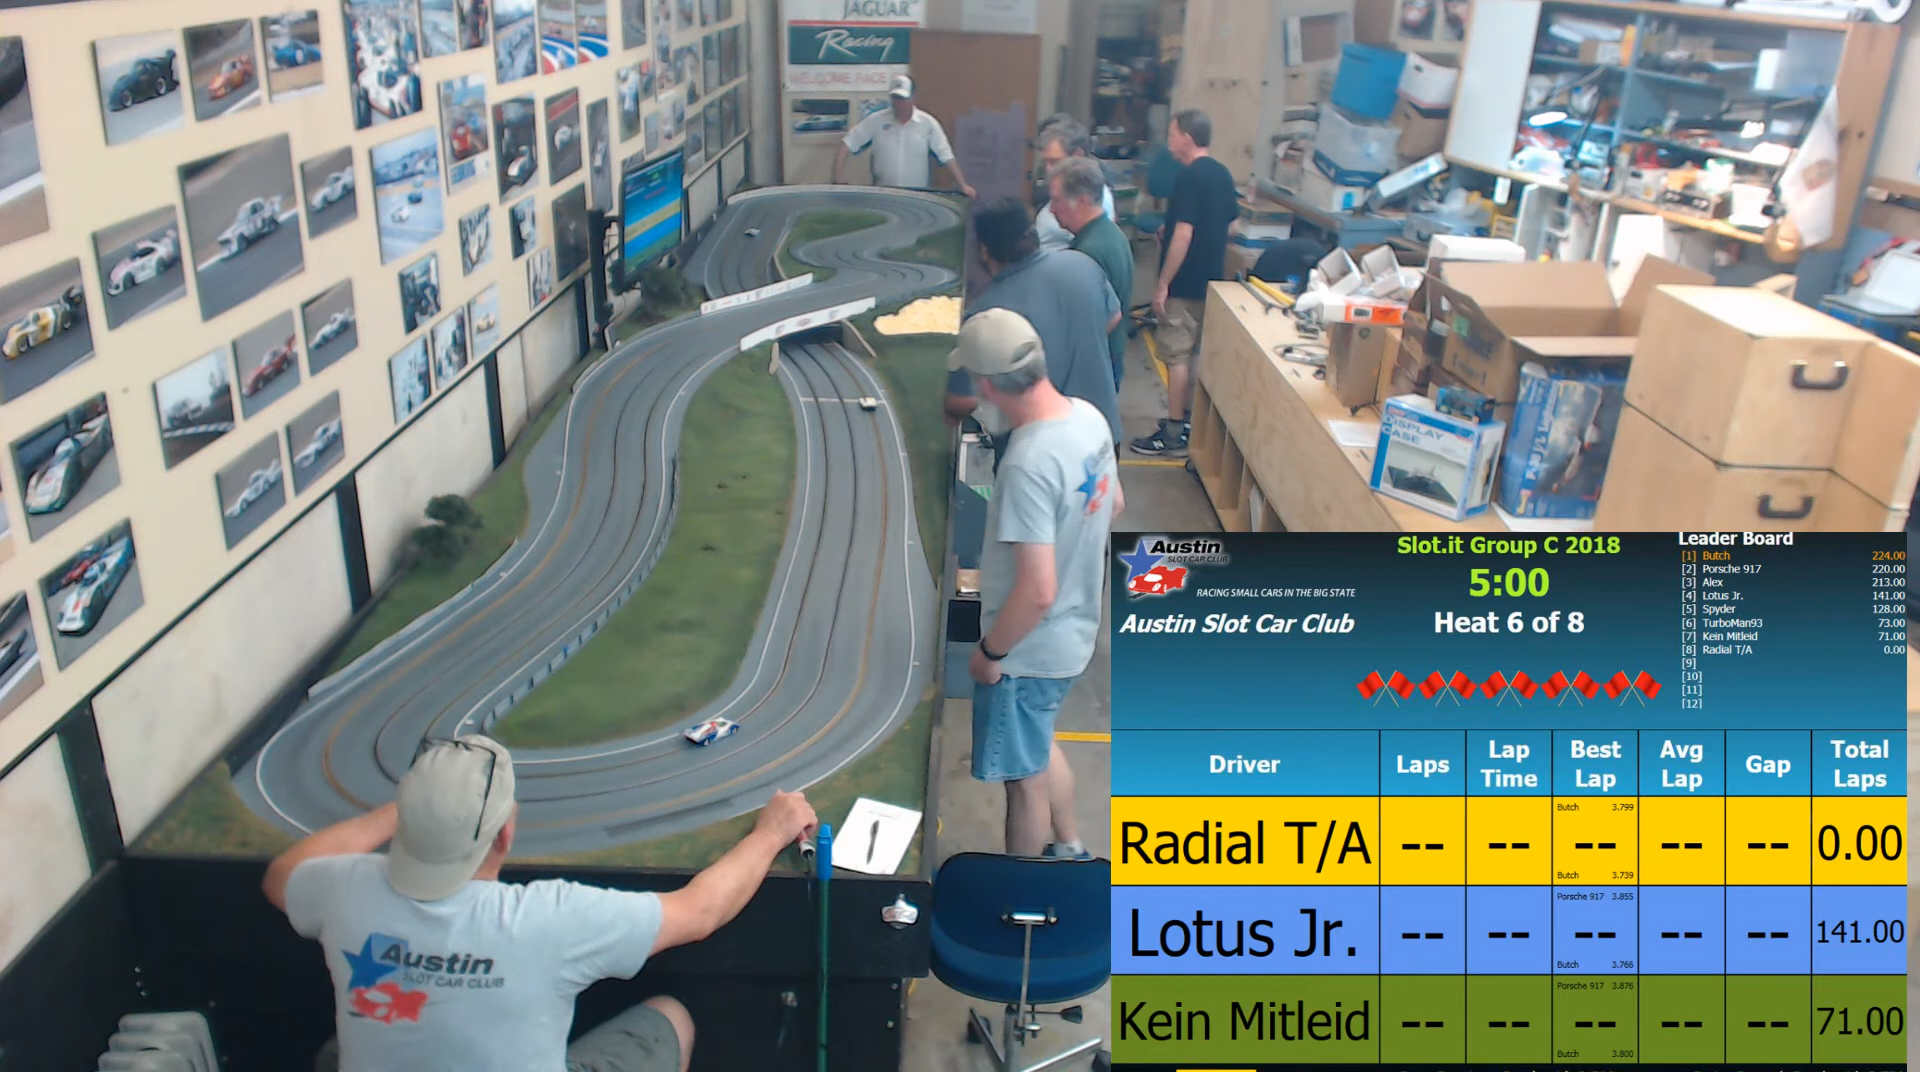 JAGUAR
Racing
WELCOME RACE
Austin
SLOT CAR CLUB
DISPLAY
CASE
Austin
SLOT CAR CLUB
RACING SMALL CARS IN THE BIG STATE
Austin Slot Car Club
Slot.it Group C 2018
5:00
Heat 6 of 8
Leader Board
[1] Butch 224.00
[2] Porsche 917 220.00
[3] Alex 213.00
[4] Lotus Jr. 141.00
[5] Spyder 128.00
[6] TurboMan93 73.00
[7] Kein Mitleid 71.00
[8] Radial T/A 0.00
[9]
[10]
[11]
[12]
Driver Laps Lap Time Best Lap Avg Lap Gap Total Laps
Butch 3.799
Radial T/A -- -- -- -- -- 0.00
Butch 3.739
Porsche 917 3.855
Lotus Jr. -- -- -- -- -- 141.00
Butch 3.766
Porsche 917 3.876
Kein Mitleid -- -- -- -- -- 71.00
Butch 3.800